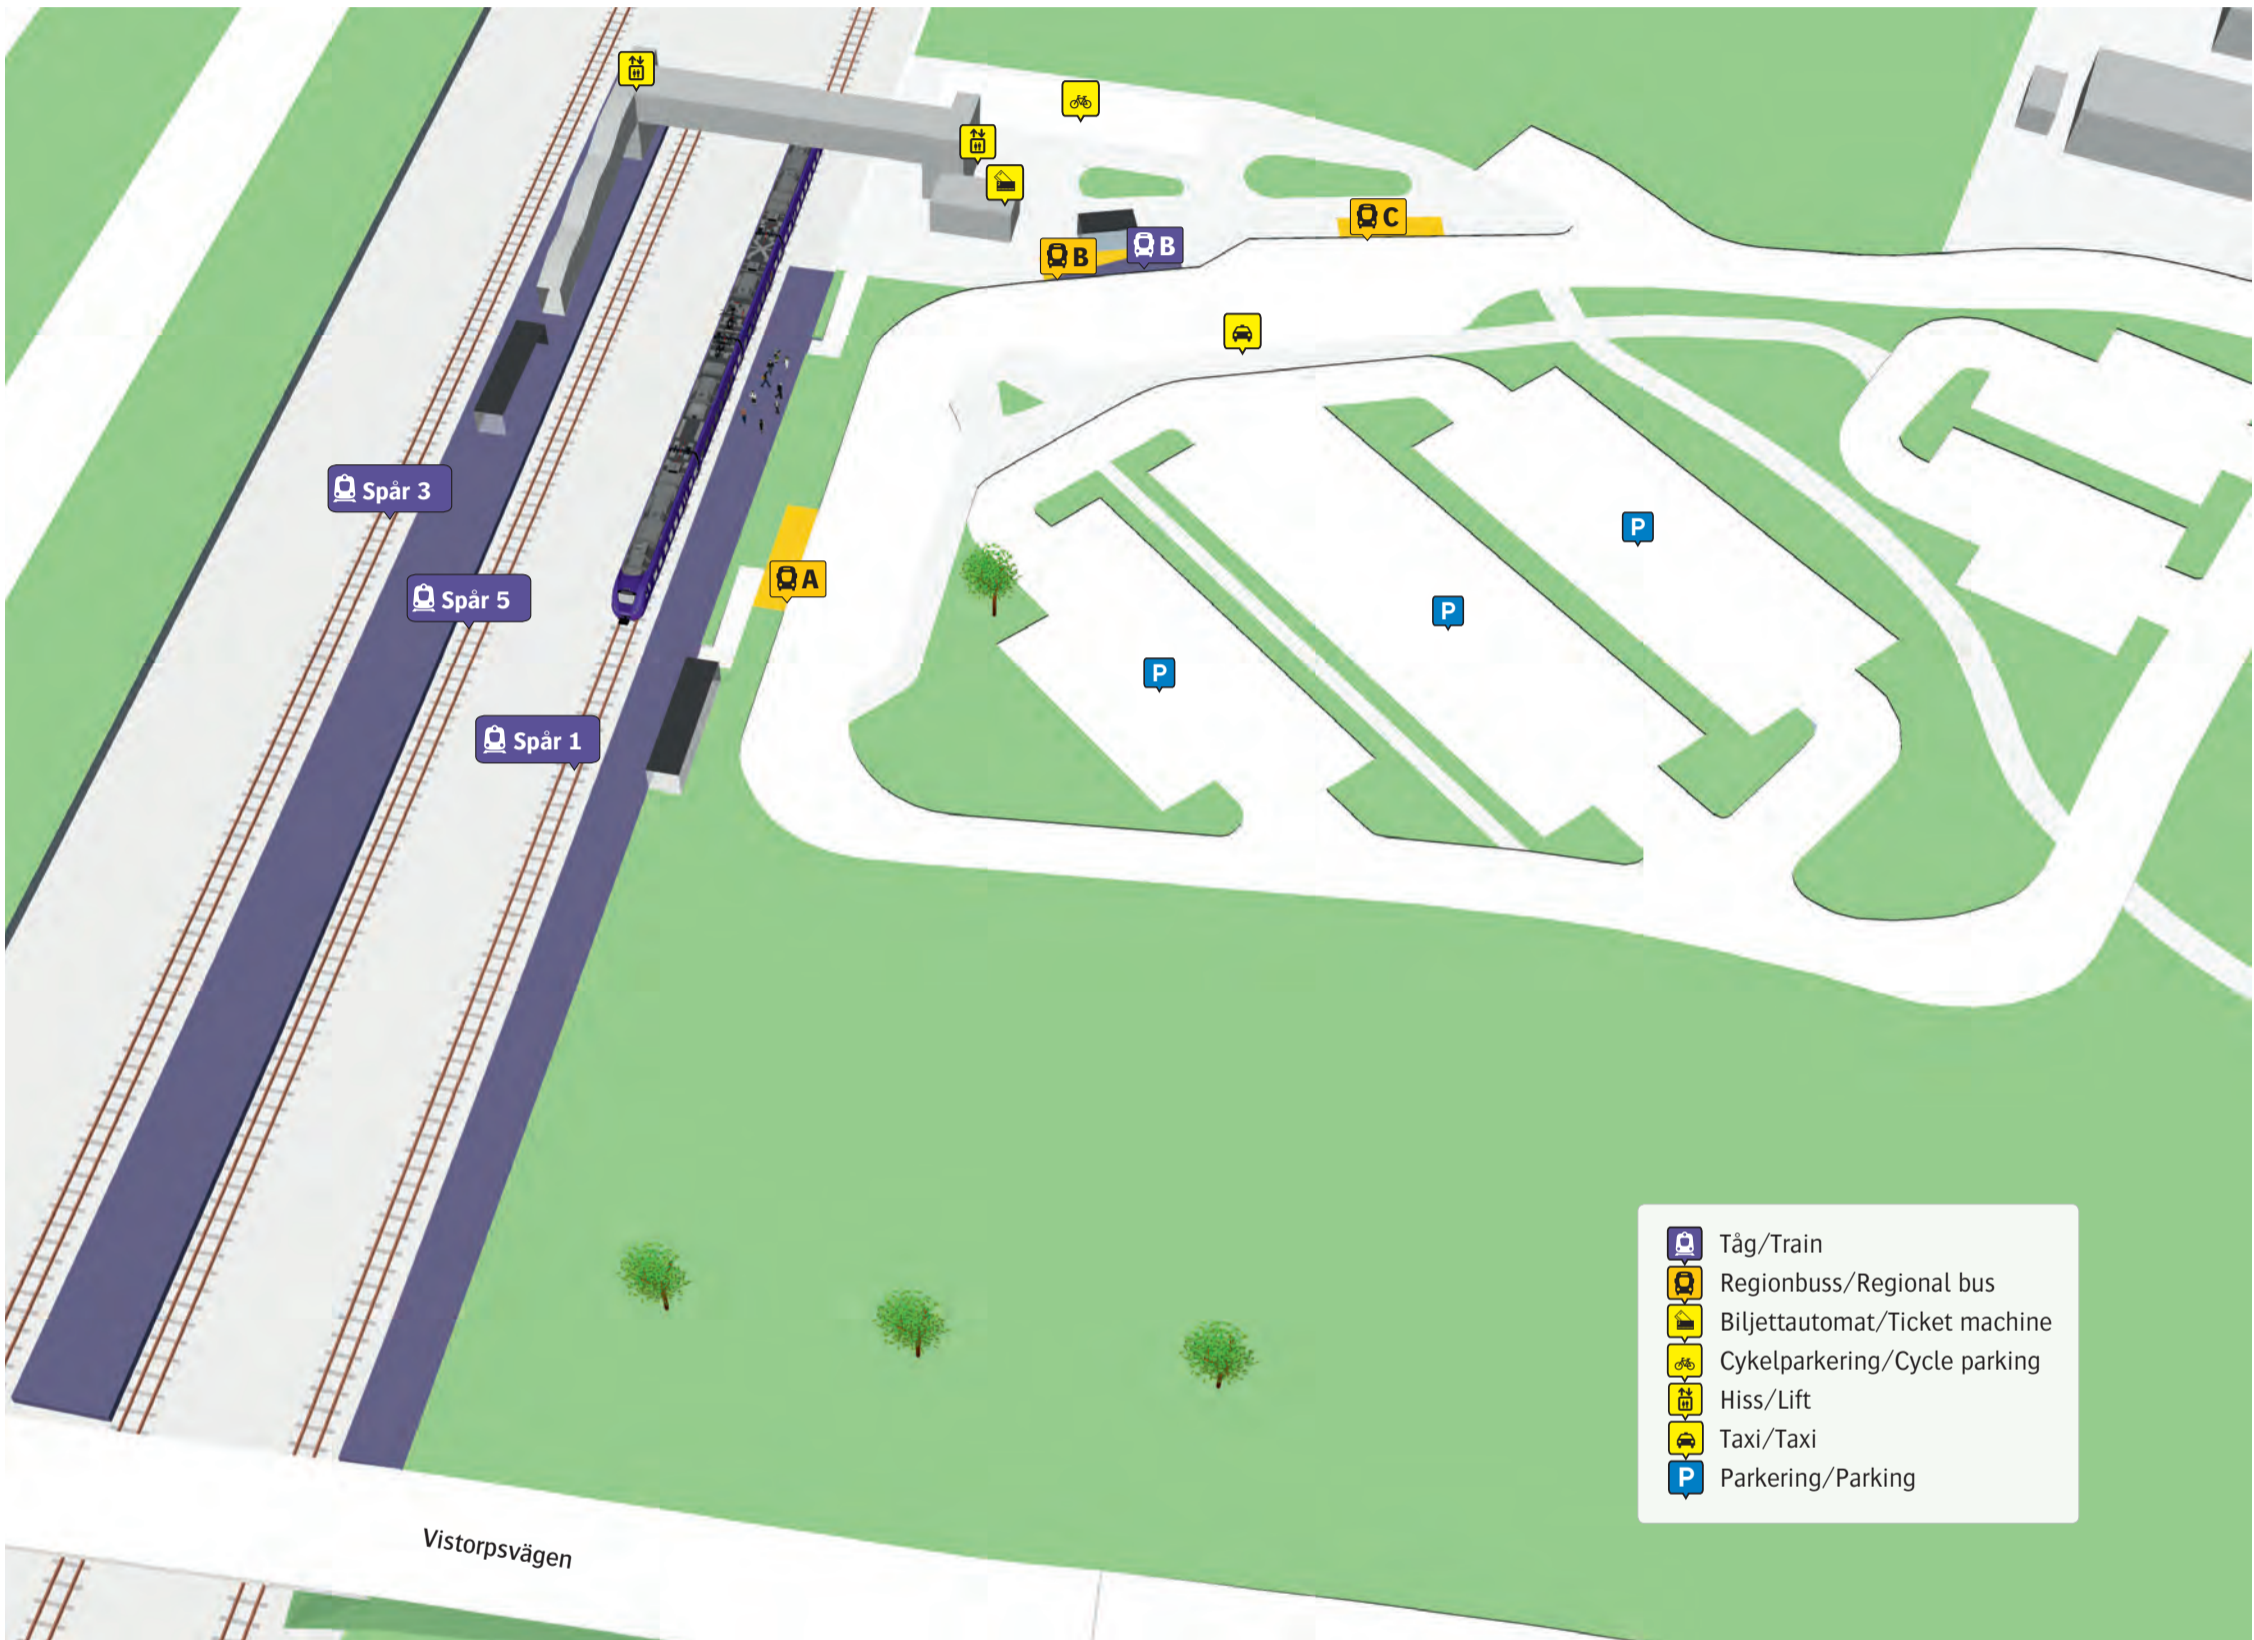 C
B
B
Spår 3
P
A
Spår 5
P
P
Spår 1
Tåg/Train
Regionbuss/Regional bus
Biljettautomat/Ticket machine
Cykelparkering/Cycle parking
Hiss/Lift
Taxi/Taxi
P Parkering/Parking
Vistorpsvägen